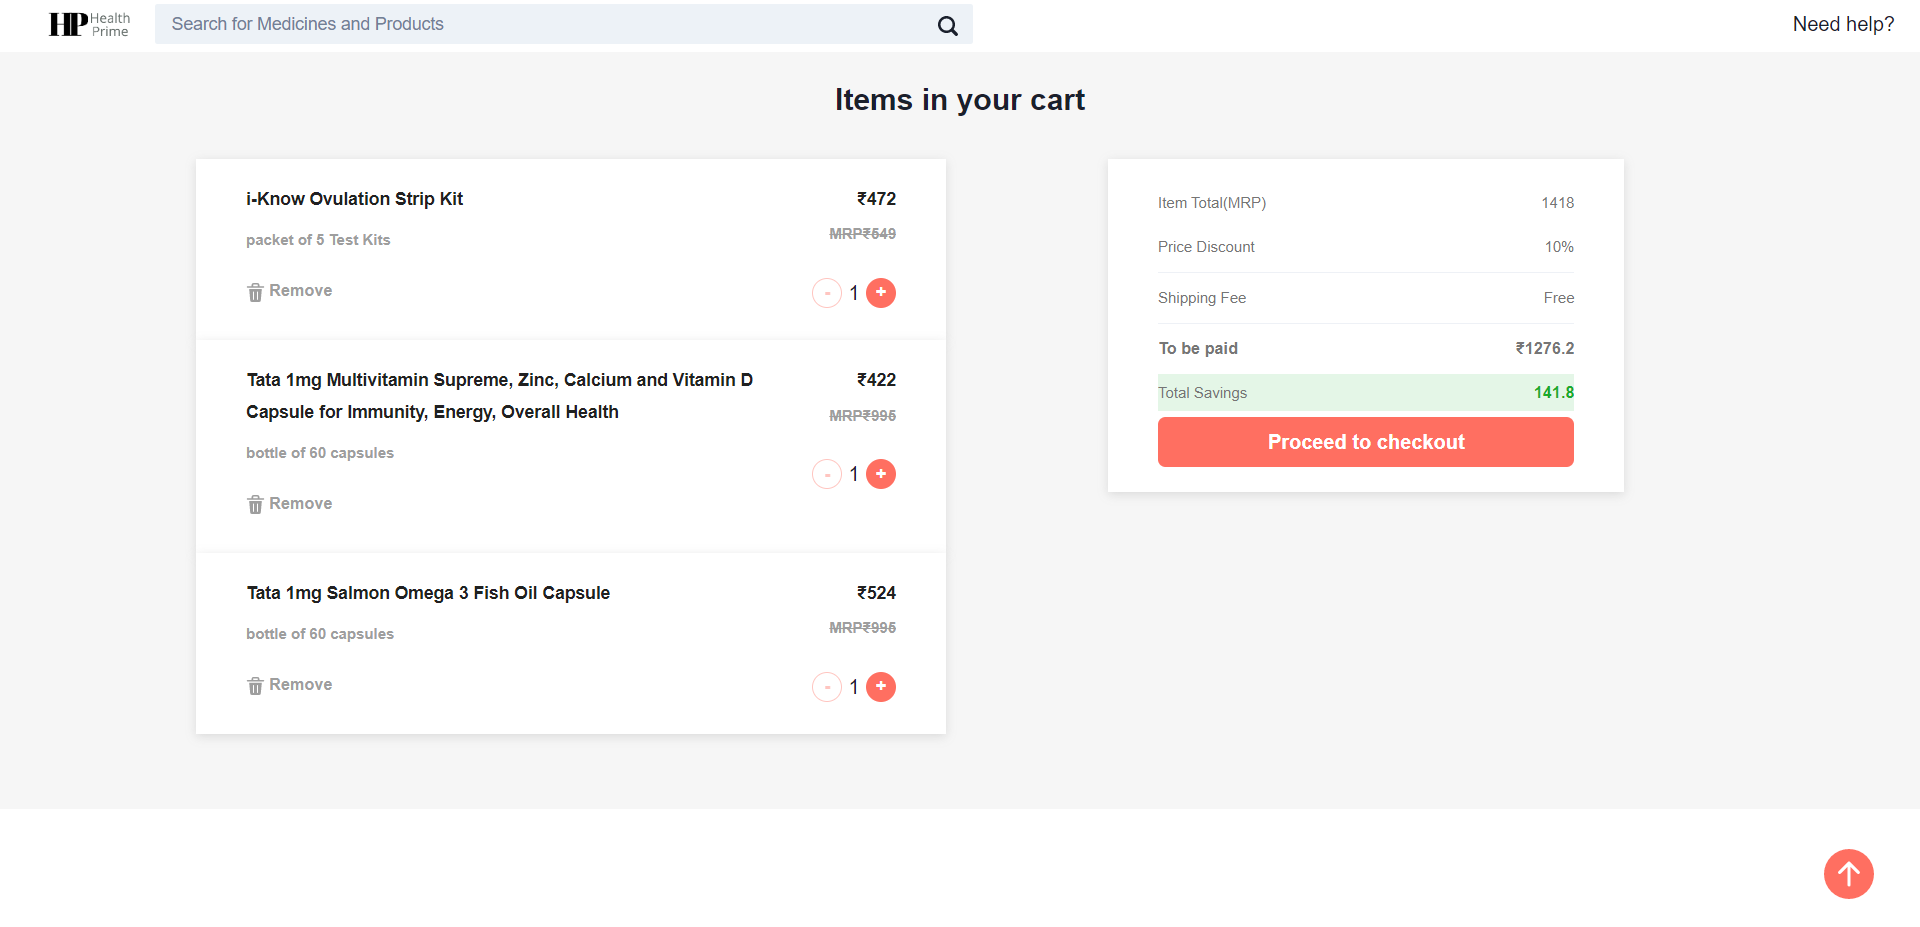 HP Health Prime
Search for Medicines and Products
Need help?
Items in your cart
i-Know Ovulation Strip Kit
₹472
packet of 5 Test Kits
MRP₹549
Remove
- 1 +
Tata 1mg Multivitamin Supreme, Zinc, Calcium and Vitamin D
Capsule for Immunity, Energy, Overall Health
₹422
MRP₹995
bottle of 60 capsules
- 1 +
Remove
Tata 1mg Salmon Omega 3 Fish Oil Capsule
₹524
bottle of 60 capsules
MRP₹995
Remove
- 1 +
Item Total(MRP) 1418
Price Discount 10%
Shipping Fee Free
To be paid ₹1276.2
Total Savings 141.8
Proceed to checkout